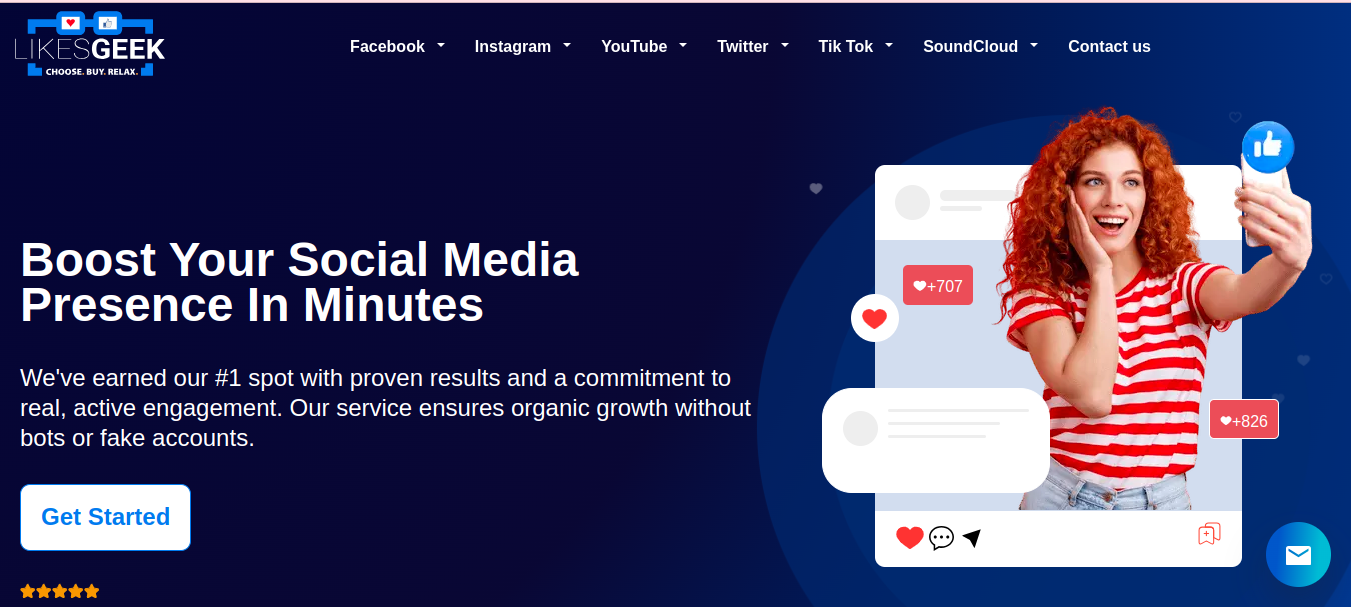 LIKESGEEK
CHOOSE. BUY. RELAX.
Facebook Instagram YouTube Twitter Tik Tok SoundCloud Contact us
Boost Your Social Media
Presence In Minutes
We've earned our #1 spot with proven results and a commitment to
real, active engagement. Our service ensures organic growth without
bots or fake accounts.
Get Started
+707
+826